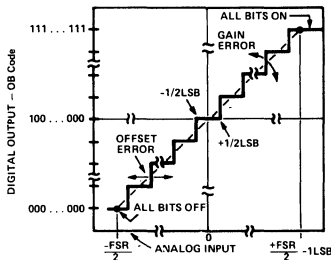 ALL BITS ON
111 . . . 111
GAIN
ERROR
-1/2LSB
100 . . . 000
+1/2LSB
OFFSET
ERROR
000 . . . 000
ALL BITS OFF
DIGITAL OUTPUT – OB Code
-FSR
2
ANALOG INPUT
0
+FSR
2
-1LSB